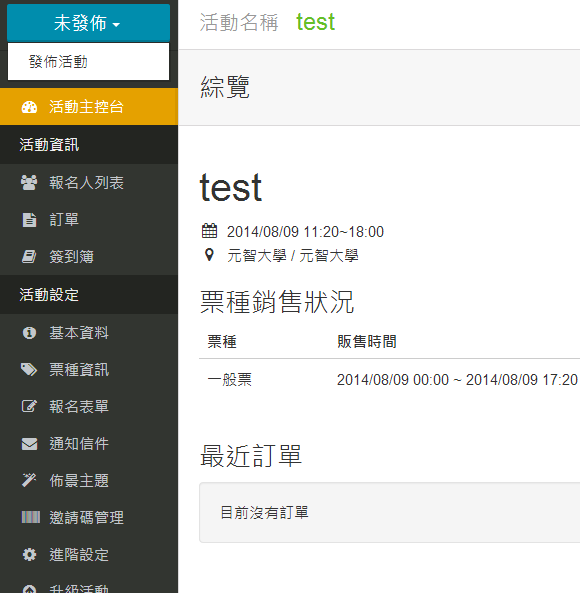 未發佈
發佈活動
活動主控台
活動資訊
報名人列表
訂單
簽到簿
活動設定
基本資料
票種資訊
報名表單
通知信件
佈景主題
邀請碼管理
進階設定
升級活動
活動名稱 test
綜覽
test
2014/08/09 11:20~18:00
元智大學 / 元智大學
票種銷售狀況
票種 販售時間
一般票 2014/08/09 00:00 ~ 2014/08/09 17:20
最近訂單
目前沒有訂單